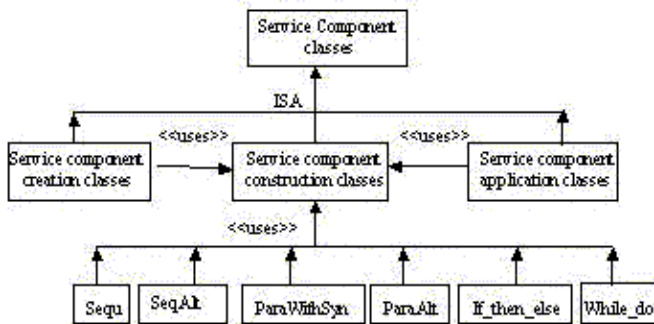 Service Component
classes
ISA
<<uses>>
<<uses>>
Service component
creation classes
Service component
construction classes
Service component
application classes
<<uses>>
Sequ
SeqAlt
ParaWithSyn
ParaAlt
If_then_else
While_do